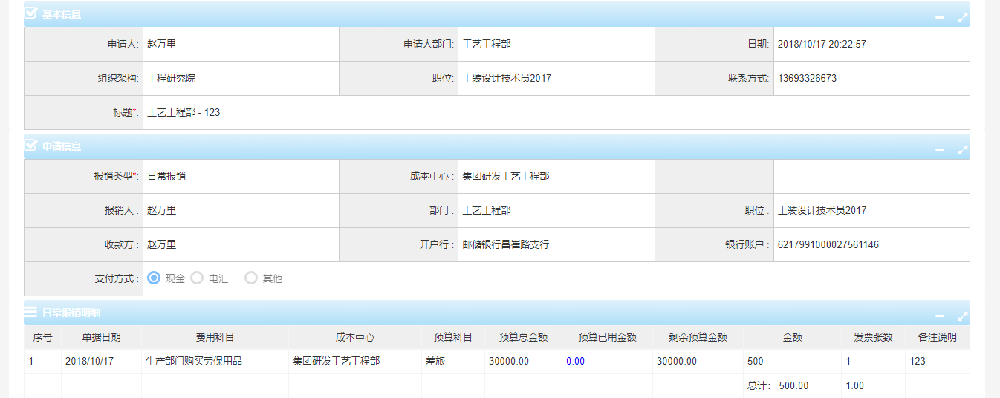 基本信息
申请人: 赵万里 申请人部门: 工艺工程部 日期: 2018/10/17 20:22:57
组织架构: 工程研究院 职位: 工装设计技术员2017 联系方式: 13693326673
标题*: 工艺工程部 - 123
申请信息
报销类型*: 日常报销 成本中心 : 集团研发工艺工程部
报销人 : 赵万里 部门 : 工艺工程部 职位 : 工装设计技术员2017
收款方 : 赵万里 开户行 : 邮储银行昌崔路支行 银行账户 : 6217991000027561146
支付方式 : 现金 电汇 其他
日常报销明细
序号 单据日期 费用科目 成本中心 预算科目 预算总金额 预算已用金额 剩余预算金额 金额 发票张数 备注说明
1 2018/10/17 生产部门购买劳保用品 集团研发工艺工程部 差旅 30000.00 0.00 30000.00 500 1 123
总计： 500.00 1.00